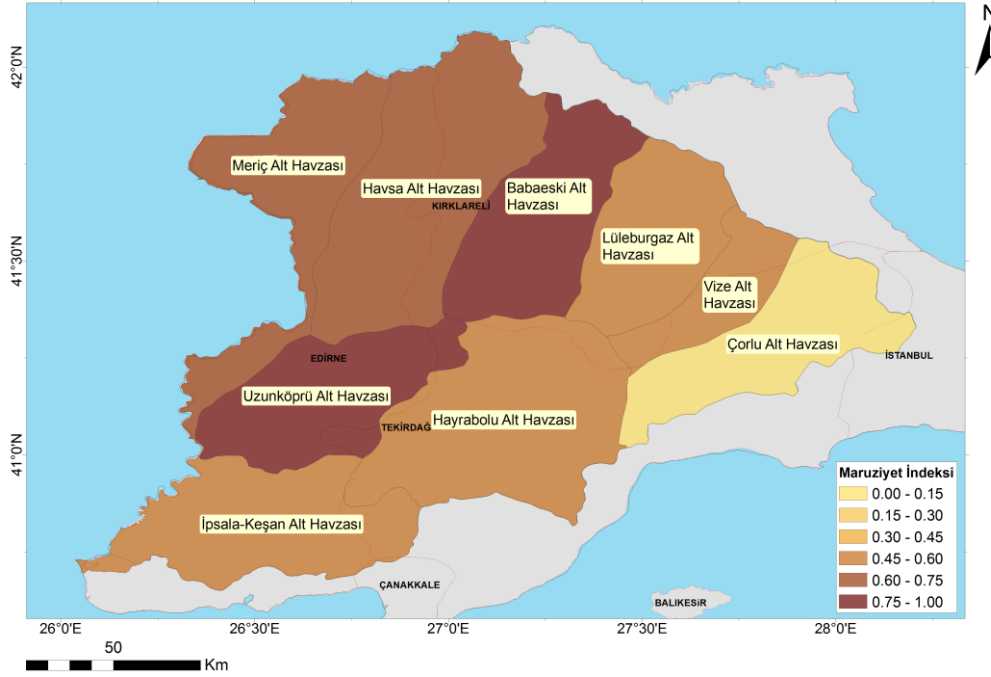 N
42°0'N
41°30'N
41°0'N
Meriç Alt Havzası
Havsa Alt Havzası
KIRKLARELİ
Babaeski Alt
Havzası
Lüleburgaz Alt
Havzası
Vize Alt
Havzası
Çorlu Alt Havzası
İSTANBUL
EDİRNE
Uzunköprü Alt Havzası
TEKİRDAĞ
Hayrabolu Alt Havzası
İpsala-Keşan Alt Havzası
ÇANAKKALE
BALIKESİR
Maruziyet İndeksi
0.00 - 0.15
0.15 - 0.30
0.30 - 0.45
0.45 - 0.60
0.60 - 0.75
0.75 - 1.00
26°0'E
26°30'E
27°0'E
27°30'E
28°0'E
50
Km